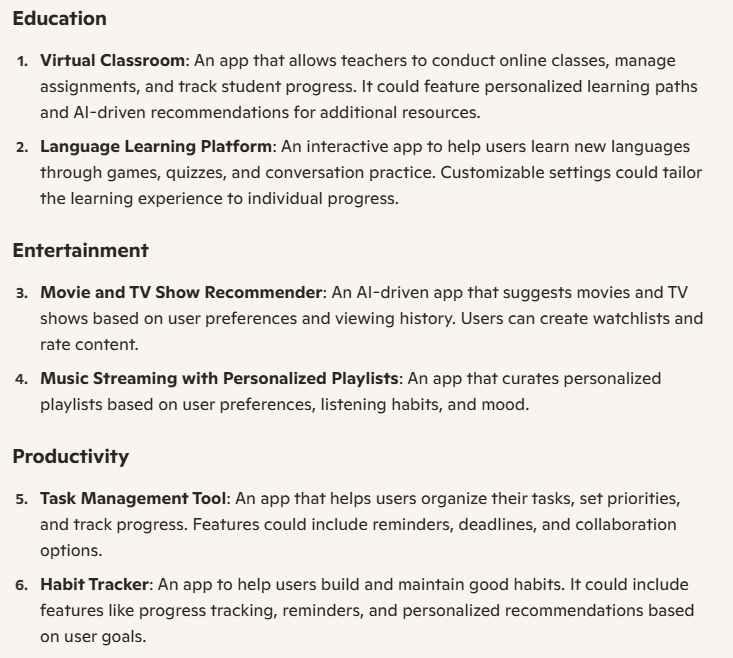 Education
1. Virtual Classroom: An app that allows teachers to conduct online classes, manage
assignments, and track student progress. It could feature personalized learning paths
and AI-driven recommendations for additional resources.
2. Language Learning Platform: An interactive app to help users learn new languages
through games, quizzes, and conversation practice. Customizable settings could tailor
the learning experience to individual progress.
Entertainment
3. Movie and TV Show Recommender: An AI-driven app that suggests movies and TV
shows based on user preferences and viewing history. Users can create watchlists and
rate content.
4. Music Streaming with Personalized Playlists: An app that curates personalized
playlists based on user preferences, listening habits, and mood.
Productivity
5. Task Management Tool: An app that helps users organize their tasks, set priorities,
and track progress. Features could include reminders, deadlines, and collaboration
options.
6. Habit Tracker: An app to help users build and maintain good habits. It could include
features like progress tracking, reminders, and personalized recommendations based
on user goals.